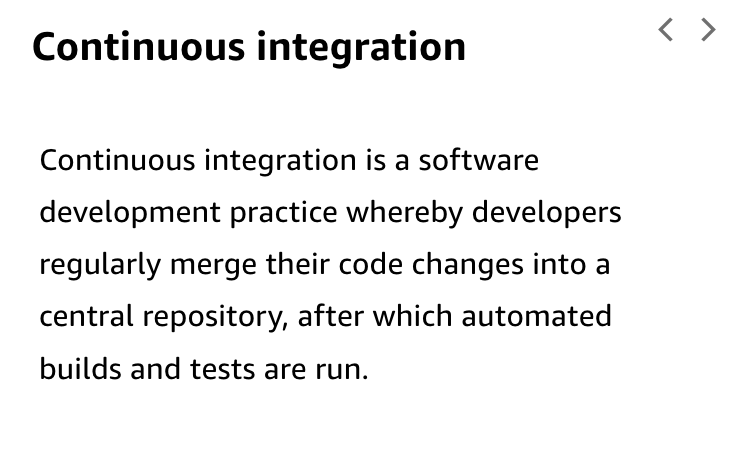 Continuous integration
Continuous integration is a software
development practice whereby developers
regularly merge their code changes into a
central repository, after which automated
builds and tests are run.